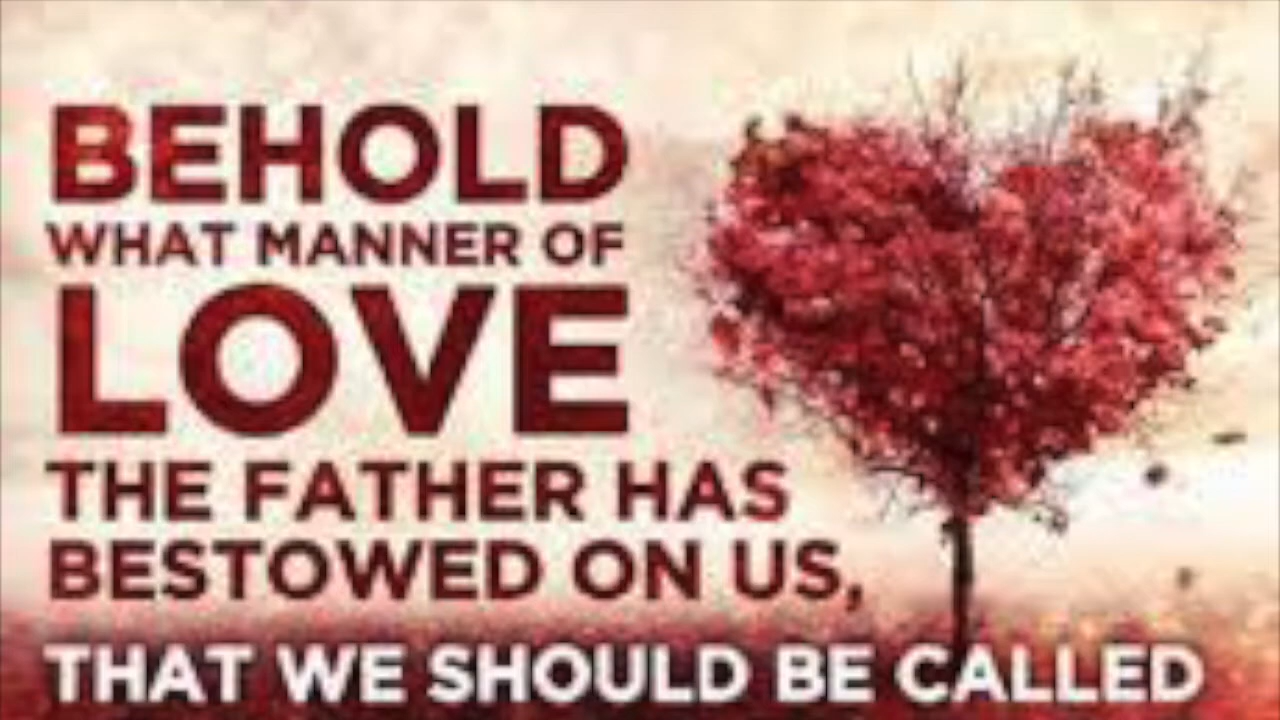 BEHOLD
WHAT MANNER OF
LOVE
THE FATHER HAS
BESTOWED ON US,
THAT WE SHOULD BE CALLED